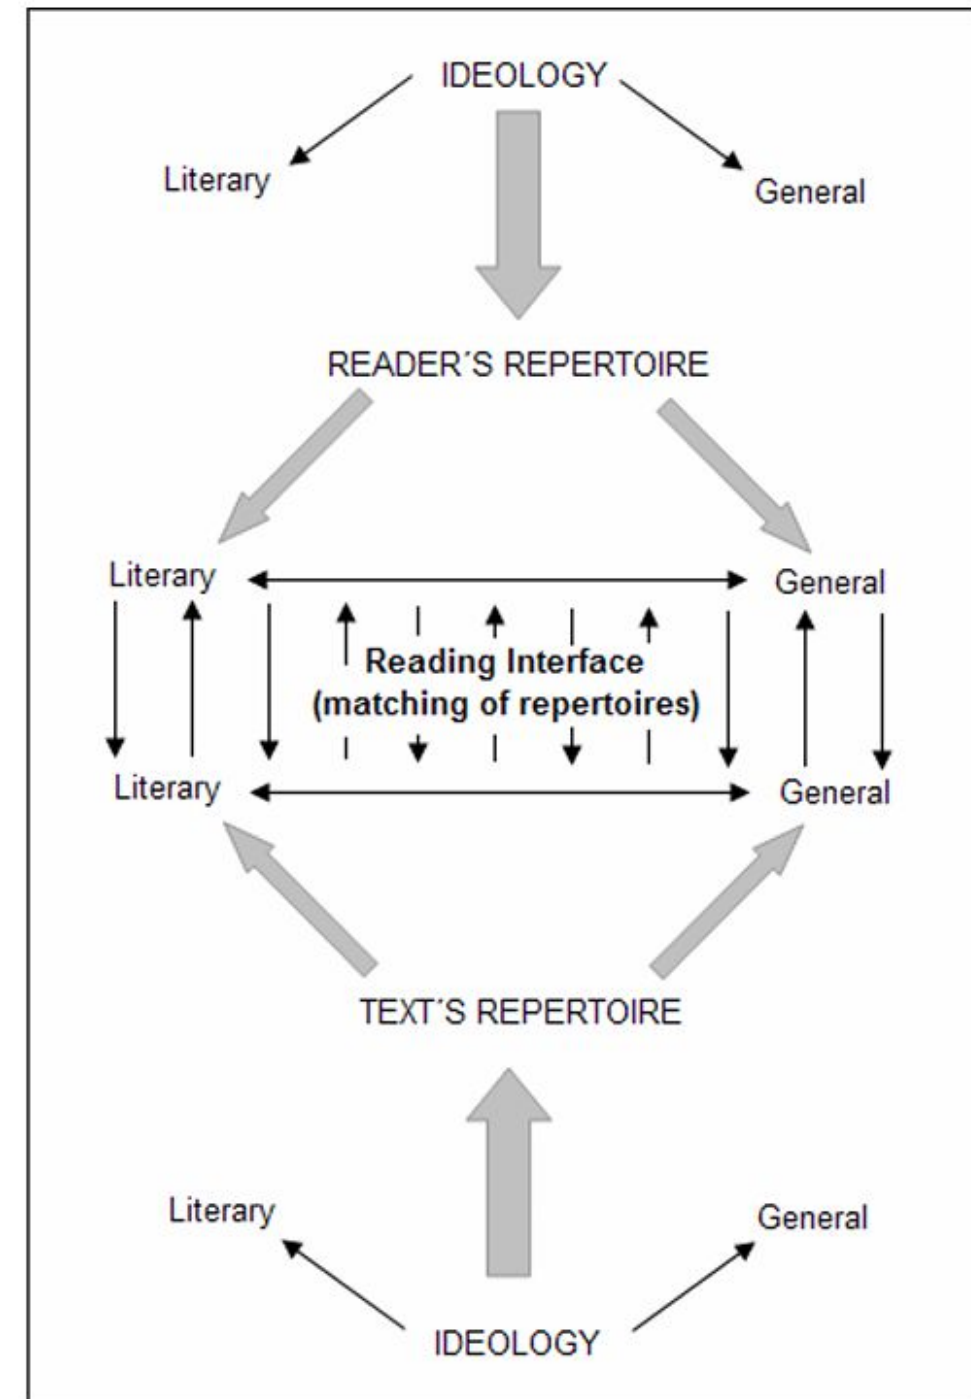 IDEOLOGY
Literary
General
READER´S REPERTOIRE
Literary
General
Reading Interface
(matching of repertoires)
Literary
General
TEXT´S REPERTOIRE
Literary
General
IDEOLOGY